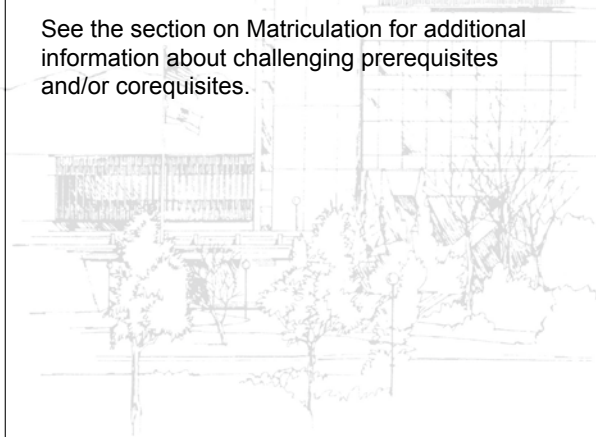 See the section on Matriculation for additional
information about challenging prerequisites
and/or corequisites.